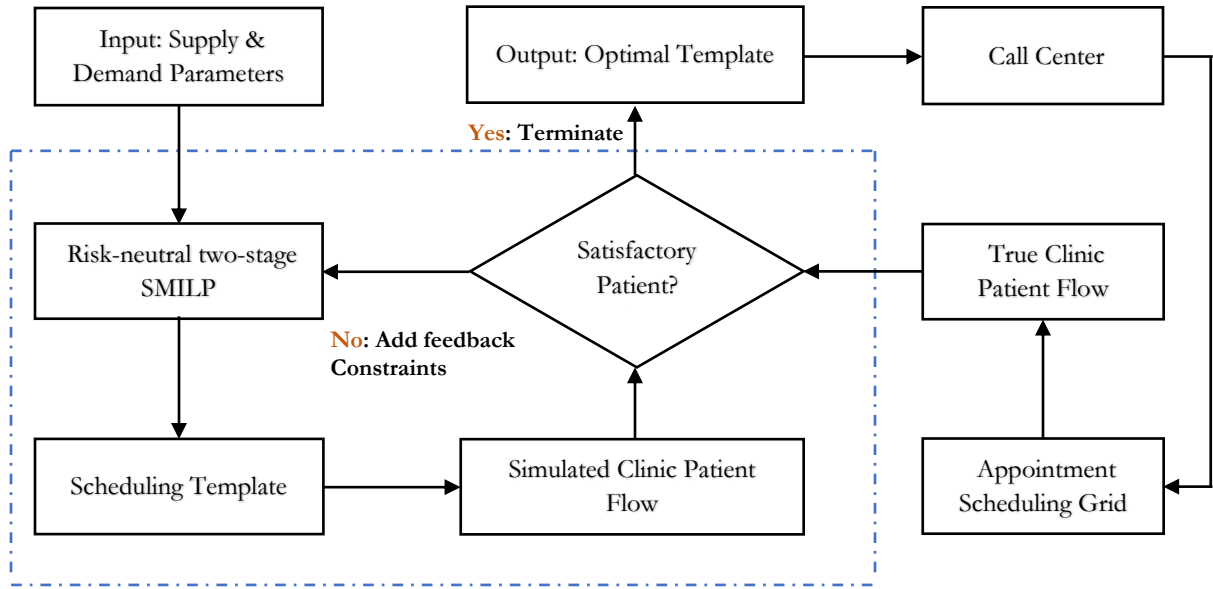 Input: Supply &
Demand Parameters
Output: Optimal Template
Call Center
Yes: Terminate
Risk-neutral two-stage
SMILP
Satisfactory
Patient?
True Clinic
Patient Flow
No: Add feedback
Constraints
Scheduling Template
Simulated Clinic Patient
Flow
Appointment
Scheduling Grid